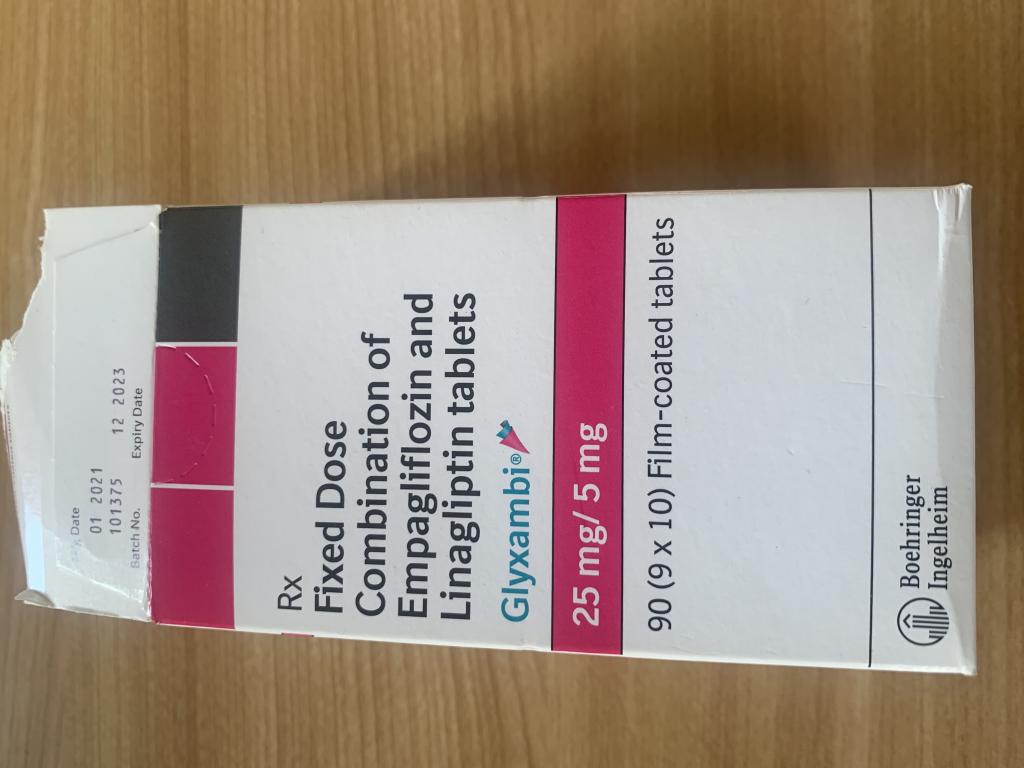 Date
01 2021
101375 12 2023
Batch No. Expiry Date
Rx
Fixed Dose
Combination of
Empagliflozin and
Linagliptin tablets
Glyxambi®
25 mg/ 5 mg
90 (9 x 10) Film-coated tablets
Boehringer
Ingelheim